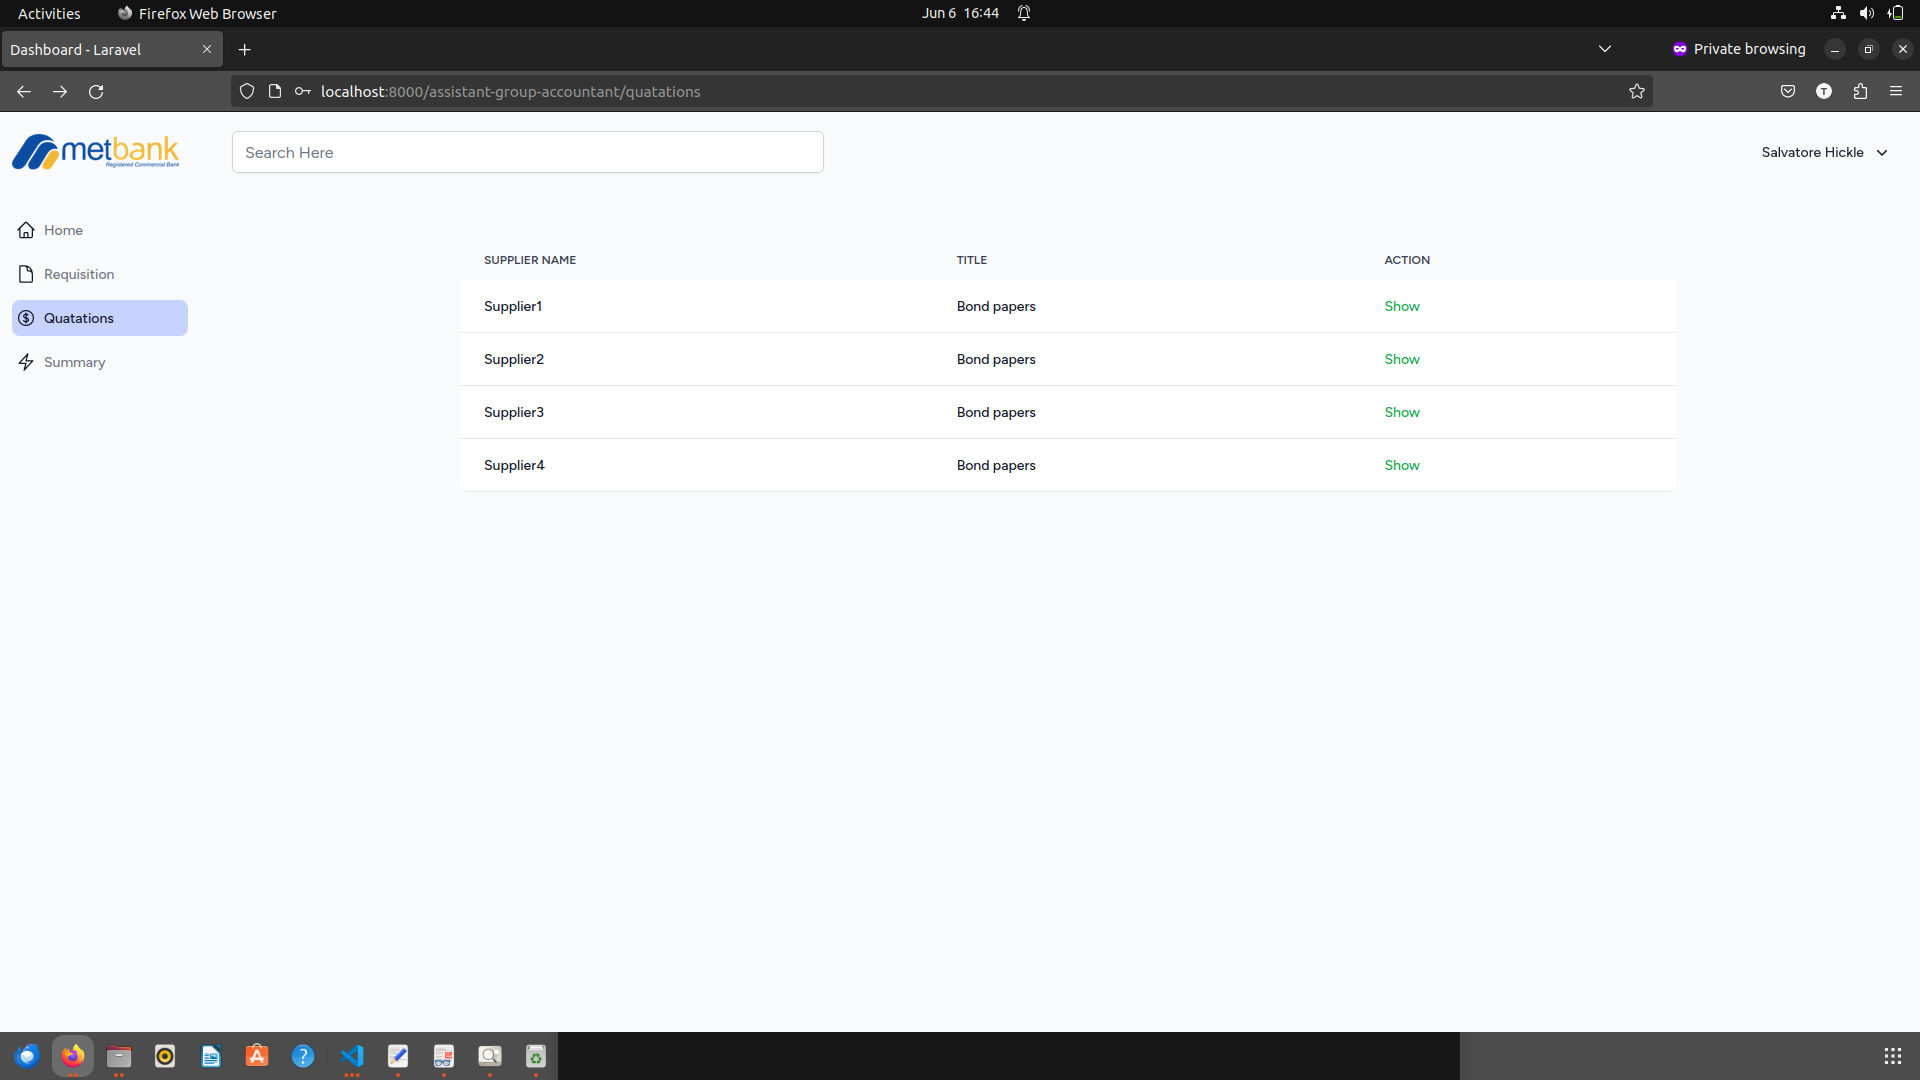 Activities Firefox Web Browser Jun 6 16:44
Dashboard - Laravel Private browsing
localhost:8000/assistant-group-accountant/quatations T
metbank Search Here Salvatore Hickle
Registered Commercial Bank
Home
Requisition
Quatations
Summary
SUPPLIER NAME TITLE ACTION
Supplier1 Bond papers Show
Supplier2 Bond papers Show
Supplier3 Bond papers Show
Supplier4 Bond papers Show